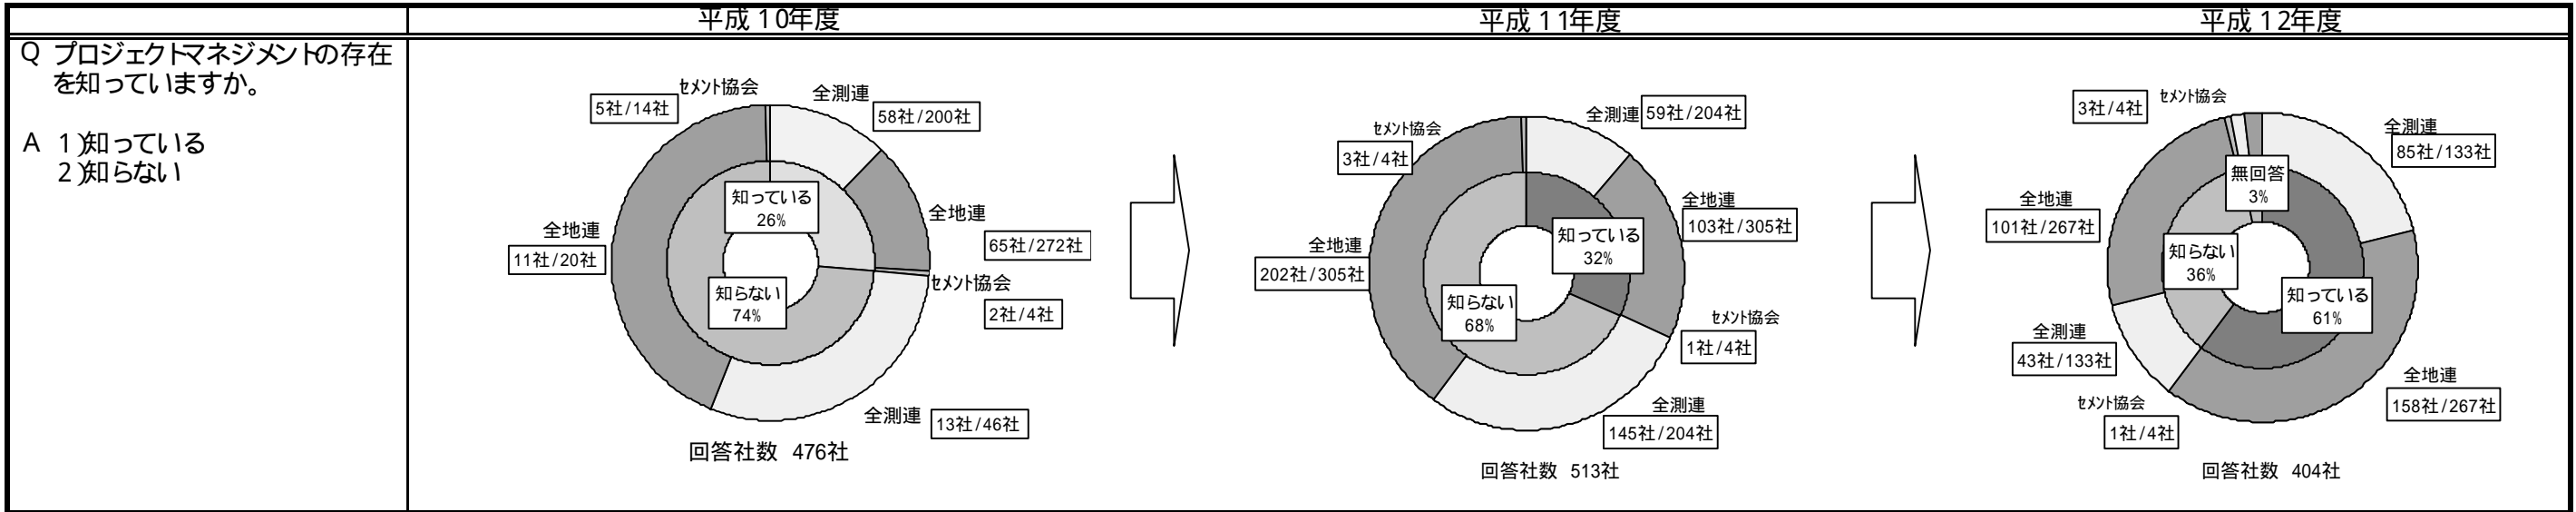 平成10年度
平成11年度
平成12年度
Q プロジェクトマネジメントの存在
を知っていますか。
A 1)知っている
2)知らない
セメント協会
5社/14社
全測連
58社/200社
知っている
26%
全地連
11社/20社
全地連
65社/272社
セメント協会
2社/4社
知らない
74%
全測連
13社/46社
回答社数 476社
セメント協会
3社/4社
全測連
59社/204社
全地連
103社/305社
知っている
32%
全地連
202社/305社
知らない
68%
セメント協会
1社/4社
全測連
145社/204社
回答社数 513社
セメント協会
3社/4社
全測連
85社/133社
無回答
3%
全地連
101社/267社
知らない
36%
知っている
61%
全測連
43社/133社
全地連
158社/267社
セメント協会
1社/4社
回答社数 404社